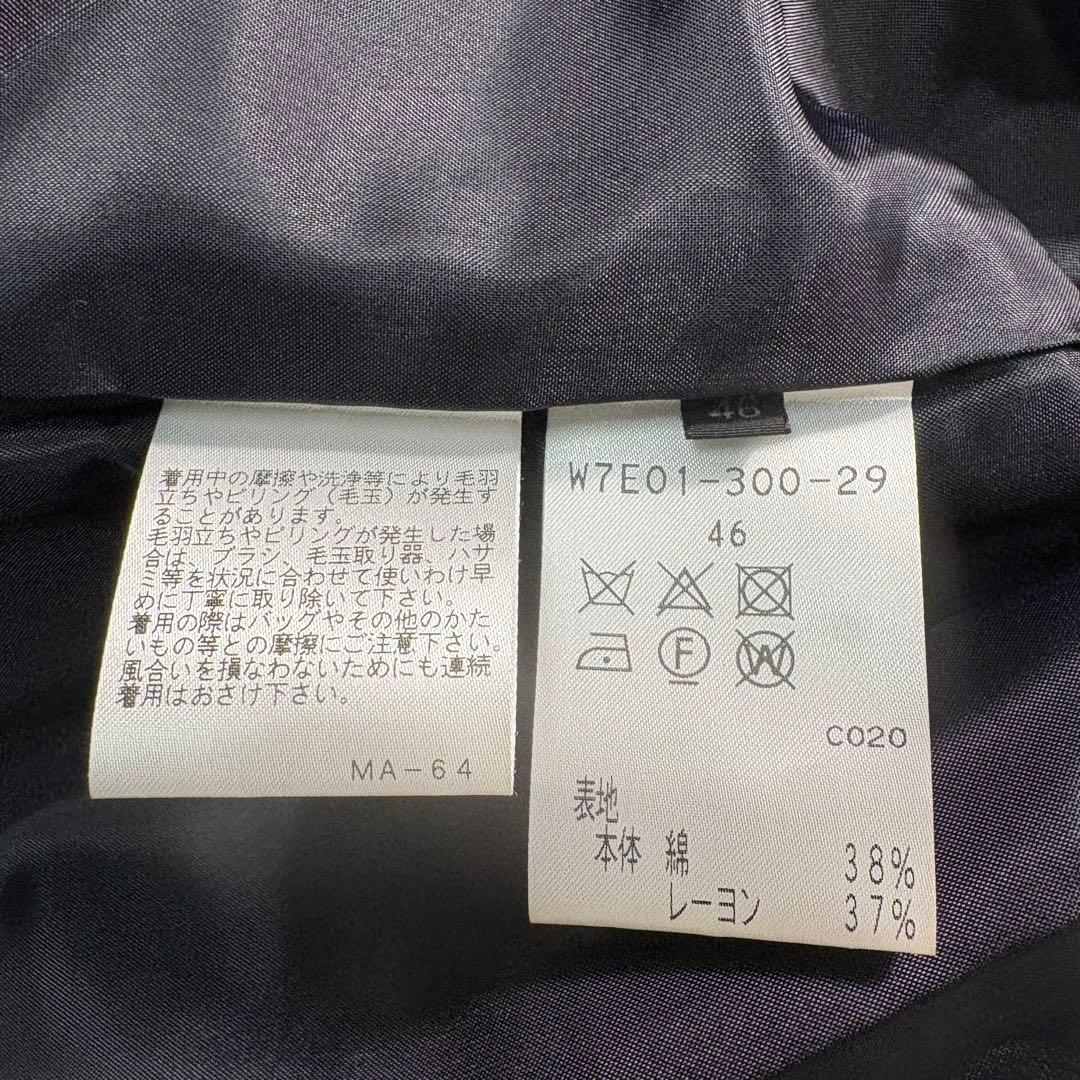 着用中の摩擦や洗浄等により毛羽
立ちやピリング(毛玉)が発生す
ることがあります。
毛羽立ちやピリングが発生した場
合は、ブラシ、毛玉取り器、ハサ
ミ等を状況に合わせて使いわけ早
めに丁寧に取り除いて下さい。
着用の際はバッグやその他のかた
いもの等との摩擦にご注意下さい。
風合いを損なわないためにも連続
着用はおさけ下さい。
MA-64
46
W7E01-300-29
46
F
W
C020
表地
本体 綿 38%
レーヨン 37%